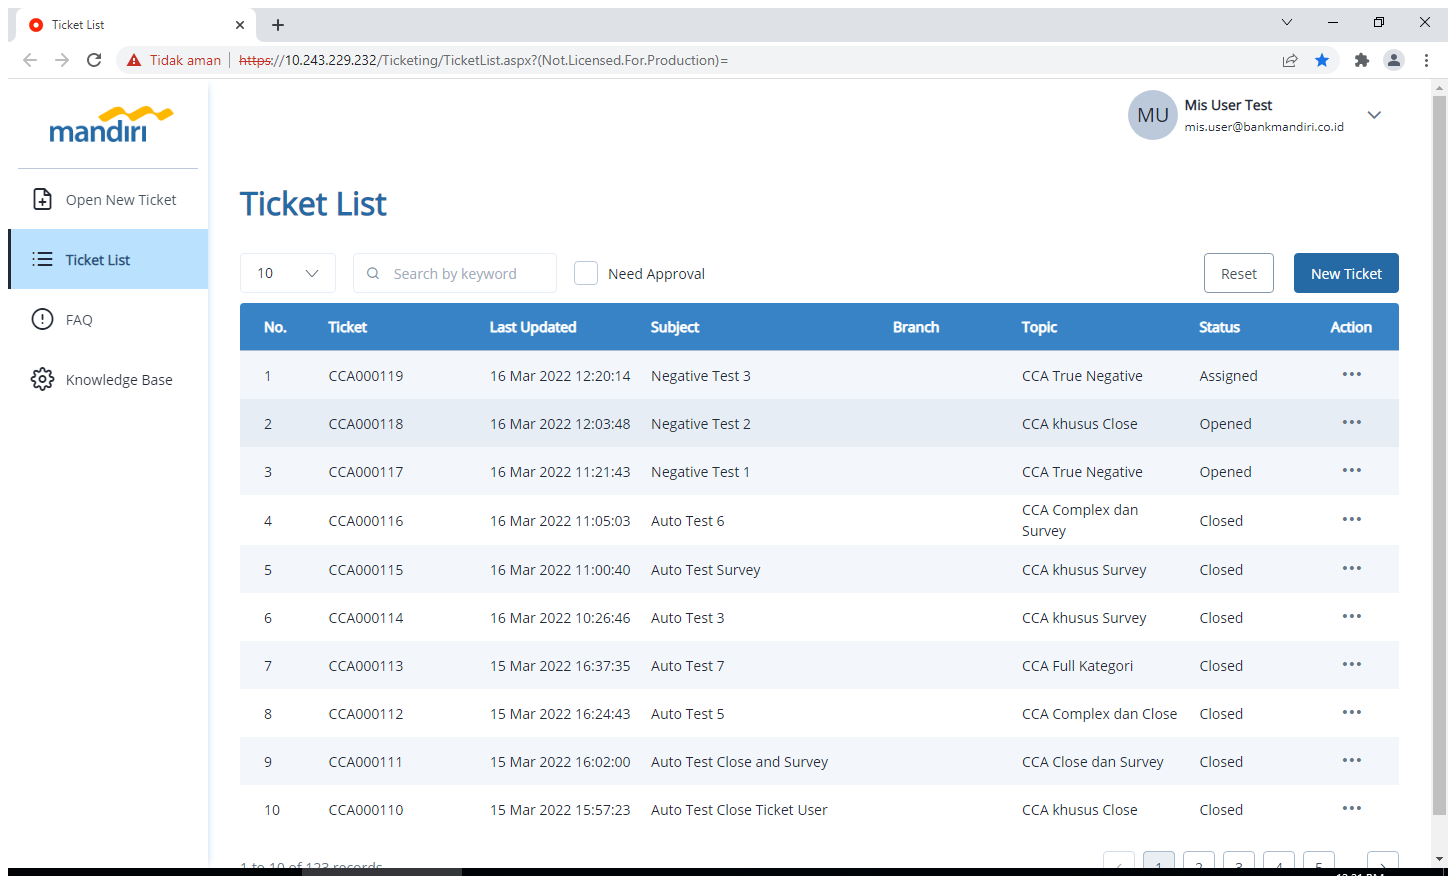 Ticket List
Tidak aman
https://10.243.229.232/Ticketing/TicketList.aspx?(Not.Licensed.For.Production)=
mandiri
MU
Mis User Test
mis.user@bankmandiri.co.id
Open New Ticket
Ticket List
FAQ
Knowledge Base
Ticket List
10
Search by keyword
Need Approval
Reset
New Ticket
No. Ticket Last Updated Subject Branch Topic Status Action
1 CCA000119 16 Mar 2022 12:20:14 Negative Test 3 CCA True Negative Assigned
2 CCA000118 16 Mar 2022 12:03:48 Negative Test 2 CCA khusus Close Opened
3 CCA000117 16 Mar 2022 11:21:43 Negative Test 1 CCA True Negative Opened
4 CCA000116 16 Mar 2022 11:05:03 Auto Test 6 CCA Complex dan Survey Closed
5 CCA000115 16 Mar 2022 11:00:40 Auto Test Survey CCA khusus Survey Closed
6 CCA000114 16 Mar 2022 10:26:46 Auto Test 3 CCA khusus Survey Closed
7 CCA000113 15 Mar 2022 16:37:35 Auto Test 7 CCA Full Kategori Closed
8 CCA000112 15 Mar 2022 16:24:43 Auto Test 5 CCA Complex dan Close Closed
9 CCA000111 15 Mar 2022 16:02:00 Auto Test Close and Survey CCA Close dan Survey Closed
10 CCA000110 15 Mar 2022 15:57:23 Auto Test Close Ticket User CCA khusus Close Closed
1 to 10 of 123 records
1 2 3 4 5